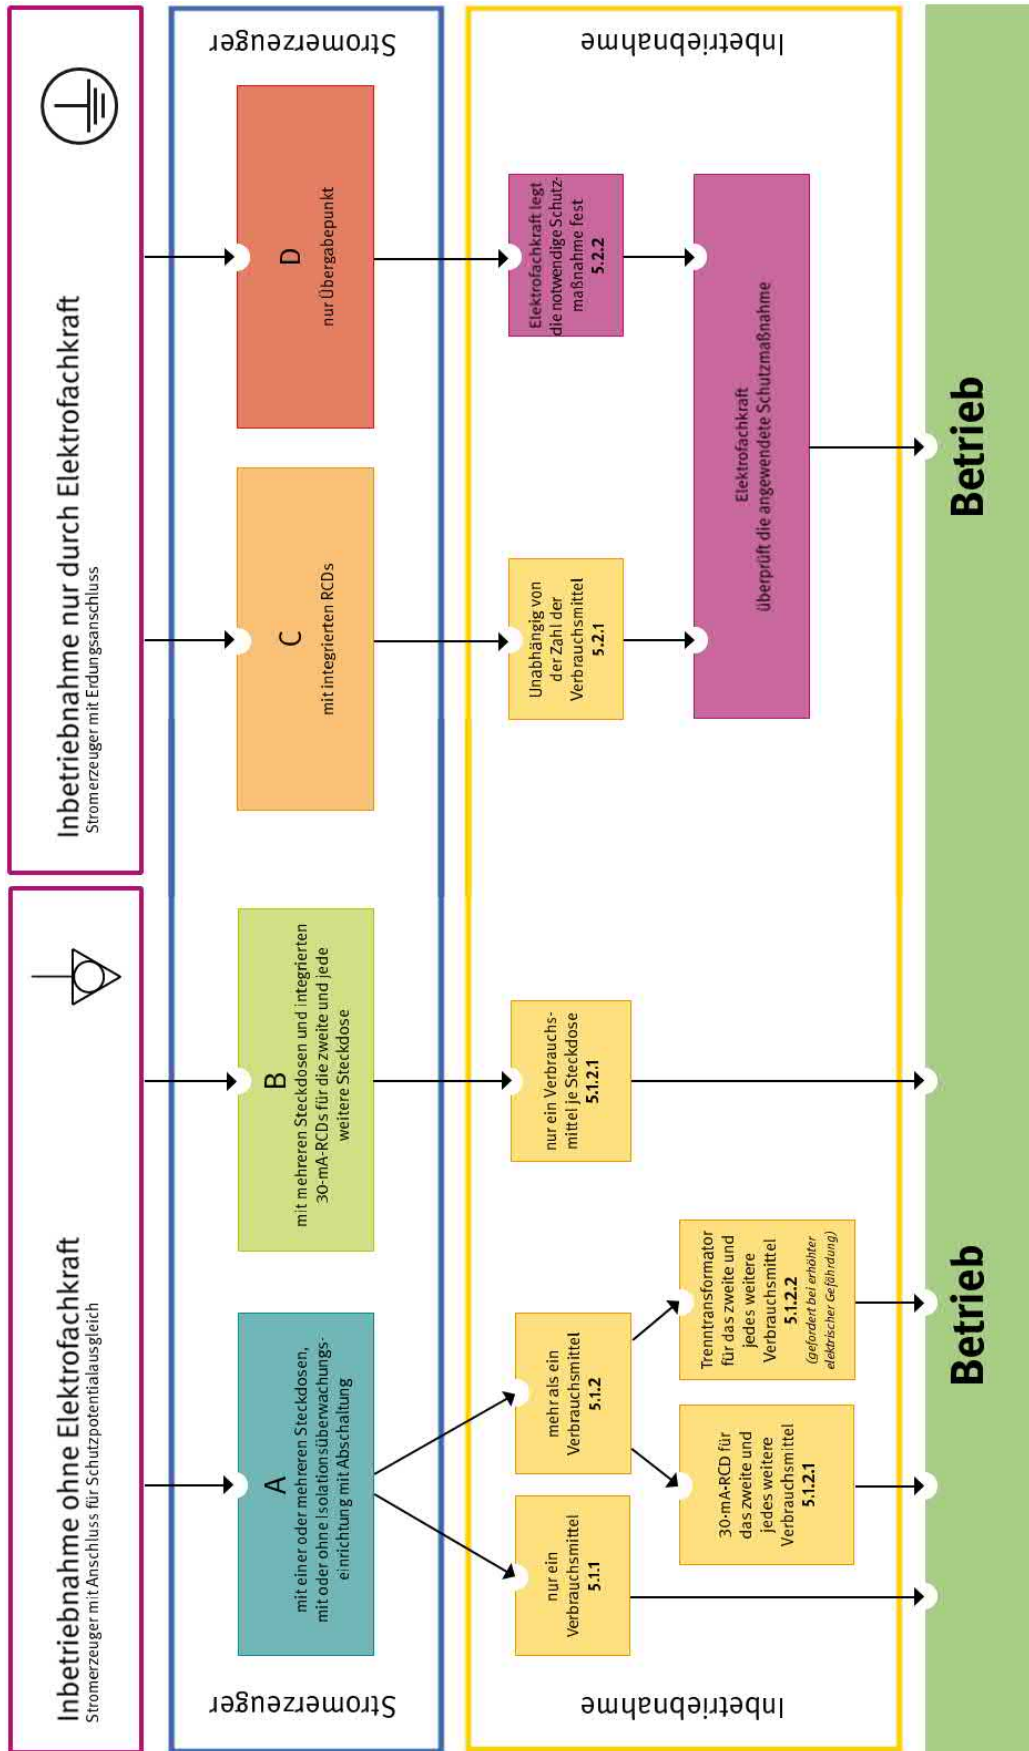 Inbetriebnahme ohne Elektrofachkraft
Stromerzeuger mit Anschluss für Schutzpotentialausgleich
Inbetriebnahme nur durch Elektrofachkraft
Stromerzeuger mit Erdungsanschluss
Stromerzeuger
A
mit einer oder mehreren Steckdosen,
mit oder ohne Isolationsüberwachungs-
einrichtung mit Abschaltung
B
mit mehreren Steckdosen und integrierten
30-mA-RCDs für die zweite und jede
weitere Steckdose
C
mit integrierten RCDs
D
nur Übergabepunkt
Stromerzeuger
Inbetriebnahme
nur ein
Verbrauchsmittel
5.1.1
mehr als ein
Verbrauchsmittel
5.1.2
nur ein Verbrauchs-
mittel je Steckdose
5.1.2.1
Unabhängig von
der Zahl der
Verbrauchsmittel
5.2.1
Elektrofachkraft legt
die notwendige Schutz-
maßnahme fest
5.2.2
30-mA-RCD für
das zweite und
jedes weitere
Verbrauchsmittel
5.1.2.1
Trenntransformator
für das zweite und
jedes weitere
Verbrauchsmittel
5.1.2.2
(gefordert bei erhöhter
elektrischer Gefährdung)
Elektrofachkraft
überprüft die angewendete Schutzmaßnahme
Inbetriebnahme
Betrieb
Betrieb